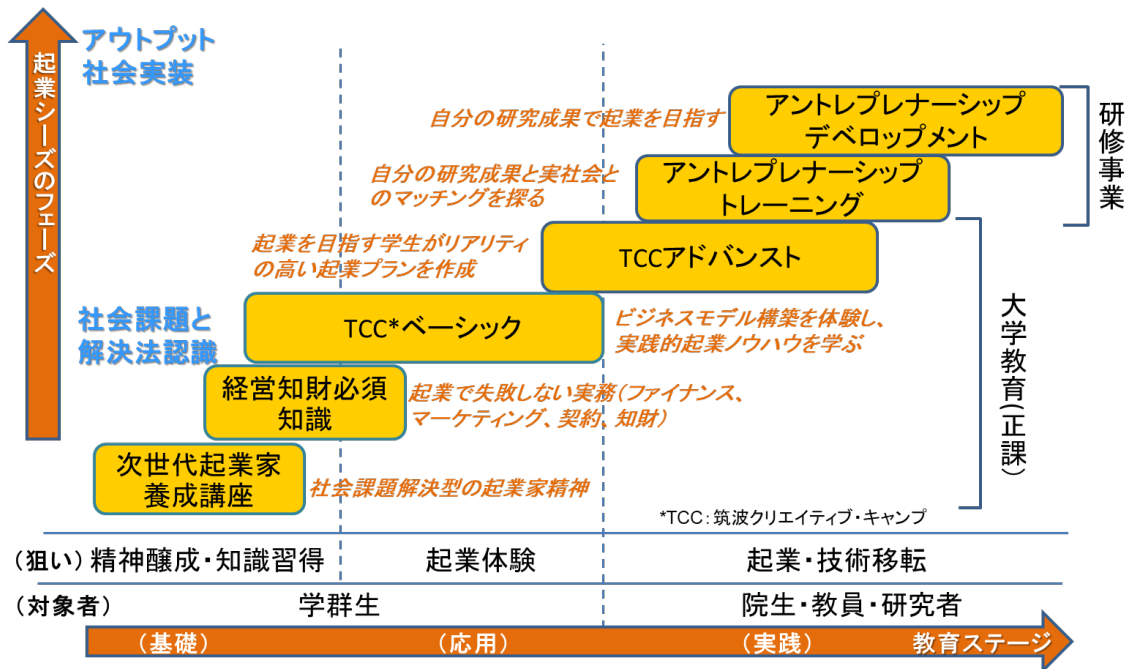 アウトプット
社会実装
起業シーズのフェーズ
アントレプレナーシップ
デベロップメント
自分の研究成果で起業を目指す
研修事業
アントレプレナーシップ
トレーニング
自分の研究成果と実社会と
のマッチングを探る
TCCアドバンスト
起業を目指す学生がリアリティ
の高い起業プランを作成
大学教育(正課)
社会課題と
解決法認識
TCC*ベーシック
ビジネスモデル構築を体験し、
実践的起業ノウハウを学ぶ
経営知財必須
知識
起業で失敗しない実務(ファイナンス、
マーケティング、契約、知財)
次世代起業家
養成講座
社会課題解決型の起業家精神
*TCC:筑波クリエイティブ・キャンプ
(狙い) 精神醸成・知識習得 起業体験 起業・技術移転
(対象者) 学群生 院生・教員・研究者
(基礎) (応用) (実践) 教育ステージ